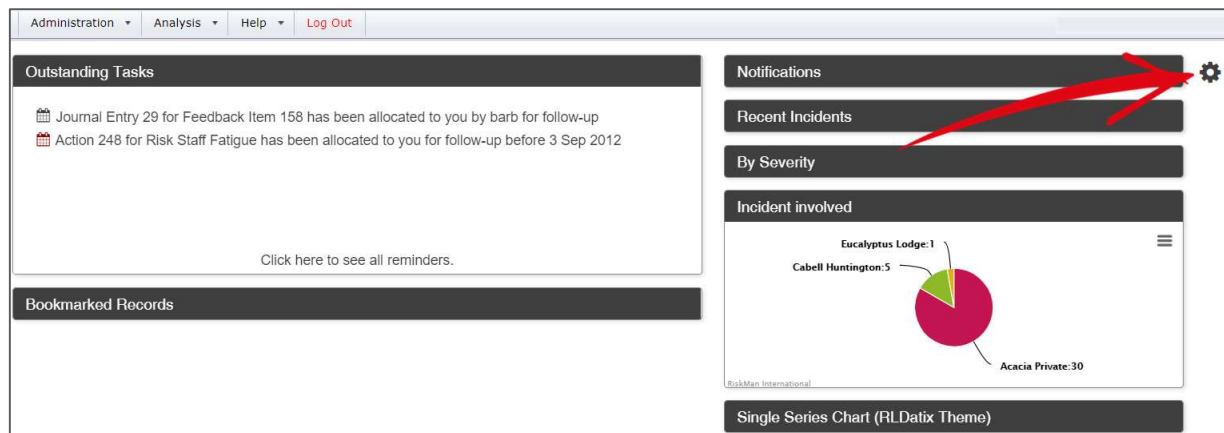 Administration Analysis Help Log Out
Outstanding Tasks
Journal Entry 29 for Feedback Item 158 has been allocated to you by barb for follow-up
Action 248 for Risk Staff Fatigue has been allocated to you for follow-up before 3 Sep 2012
Click here to see all reminders.
Bookmarked Records
Notifications
Recent Incidents
By Severity
Incident involved
Eucalyptus Lodge:1
Cabell Huntington:5
Acacia Private:30
RiskMan International
Single Series Chart (RLDatix Theme)